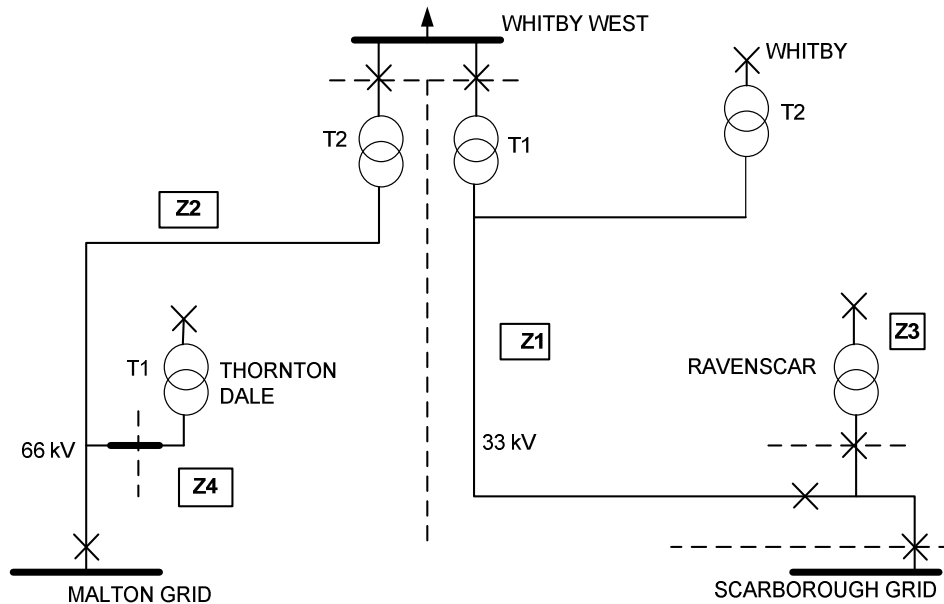 WHITBY WEST
WHITBY
T2
T1
T2
Z2
Z1
Z3
T1
THORNTON
DALE
RAVENSCAR
66 kV
33 kV
Z4
MALTON GRID
SCARBOROUGH GRID